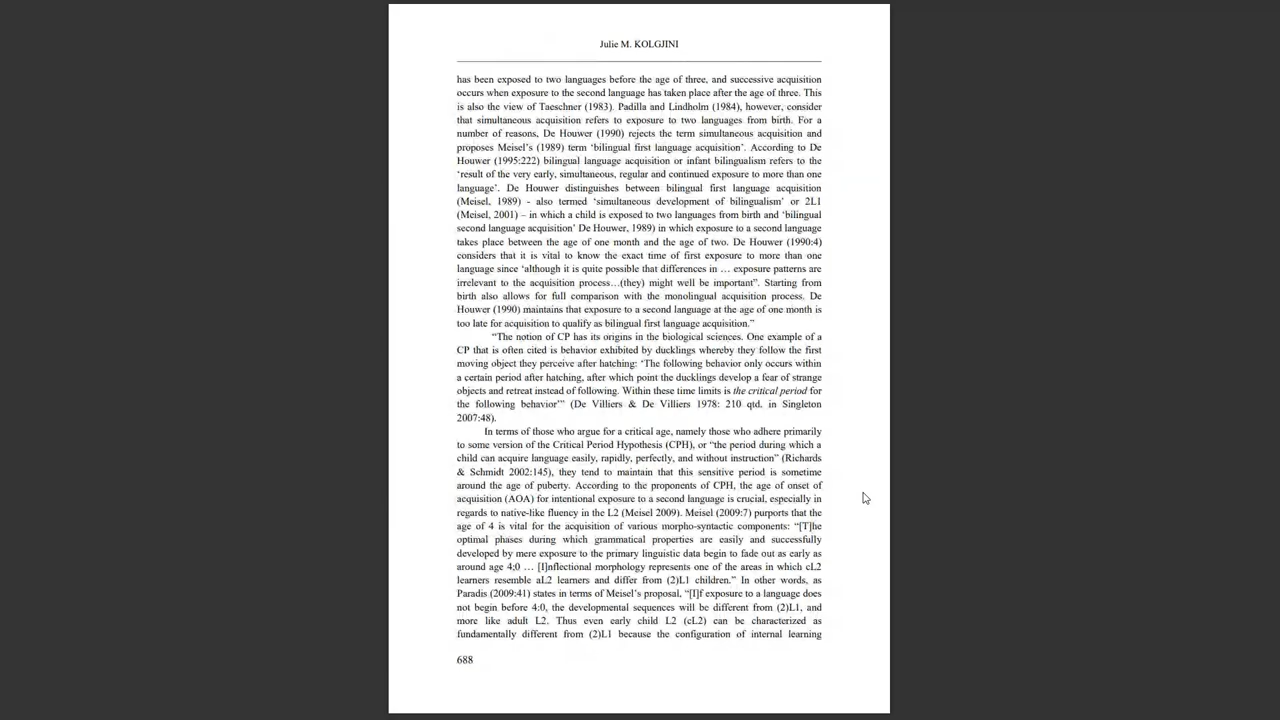 Julie M. KOLGJINI
has been exposed to two languages before the age of three, and successive acquisition
occurs when exposure to the second language has taken place after the age of three. This
is also the view of Taeschner (1983). Padilla and Lindholm (1984), however, consider
that simultaneous acquisition refers to exposure to two languages from birth. For a
number of reasons, De Houwer (1990) rejects the term simultaneous acquisition and
proposes Meisel's (1989) term 'bilingual first language acquisition'. According to De
Houwer (1995:222) bilingual language acquisition or infant bilingualism refers to the
'result of the very early, simultaneous, regular and continued exposure to more than one
language'. De Houwer distinguishes between bilingual first language acquisition
(Meisel, 1989) - also termed 'simultaneous development of bilingualism' or 2L1
(Meisel, 2001) – in which a child is exposed to two languages from birth and 'bilingual
second language acquisition' De Houwer, 1989) in which exposure to a second language
takes place between the age of one month and the age of two. De Houwer (1990:4)
considers that it is vital to know the exact time of first exposure to more than one
language since 'although it is quite possible that differences in … exposure patterns are
irrelevant to the acquisition process…(they) might well be important". Starting from
birth also allows for full comparison with the monolingual acquisition process. De
Houwer (1990) maintains that exposure to a second language at the age of one month is
too late for acquisition to qualify as bilingual first language acquisition."
"The notion of CP has its origins in the biological sciences. One example of a
CP that is often cited is behavior exhibited by ducklings whereby they follow the first
moving object they perceive after hatching: 'The following behavior only occurs within
a certain period after hatching, after which point the ducklings develop a fear of strange
objects and retreat instead of following. Within these time limits is the critical period for
the following behavior'" (De Villiers & De Villiers 1978: 210 qtd. in Singleton
2007:48).
In terms of those who argue for a critical age, namely those who adhere primarily
to some version of the Critical Period Hypothesis (CPH), or "the period during which a
child can acquire language easily, rapidly, perfectly, and without instruction" (Richards
& Schmidt 2002:145), they tend to maintain that this sensitive period is sometime
around the age of puberty. According to the proponents of CPH, the age of onset of
acquisition (AOA) for intentional exposure to a second language is crucial, especially in
regards to native-like fluency in the L2 (Meisel 2009). Meisel (2009:7) purports that the
age of 4 is vital for the acquisition of various morpho-syntactic components: "[T]he
optimal phases during which grammatical properties are easily and successfully
developed by mere exposure to the primary linguistic data begin to fade out as early as
around age 4;0 … [I]nflectional morphology represents one of the areas in which cL2
learners resemble aL2 learners and differ from (2)L1 children." In other words, as
Paradis (2009:41) states in terms of Meisel's proposal, "[I]f exposure to a language does
not begin before 4:0, the developmental sequences will be different from (2)L1, and
more like adult L2. Thus even early child L2 (cL2) can be characterized as
fundamentally different from (2)L1 because the configuration of internal learning
688